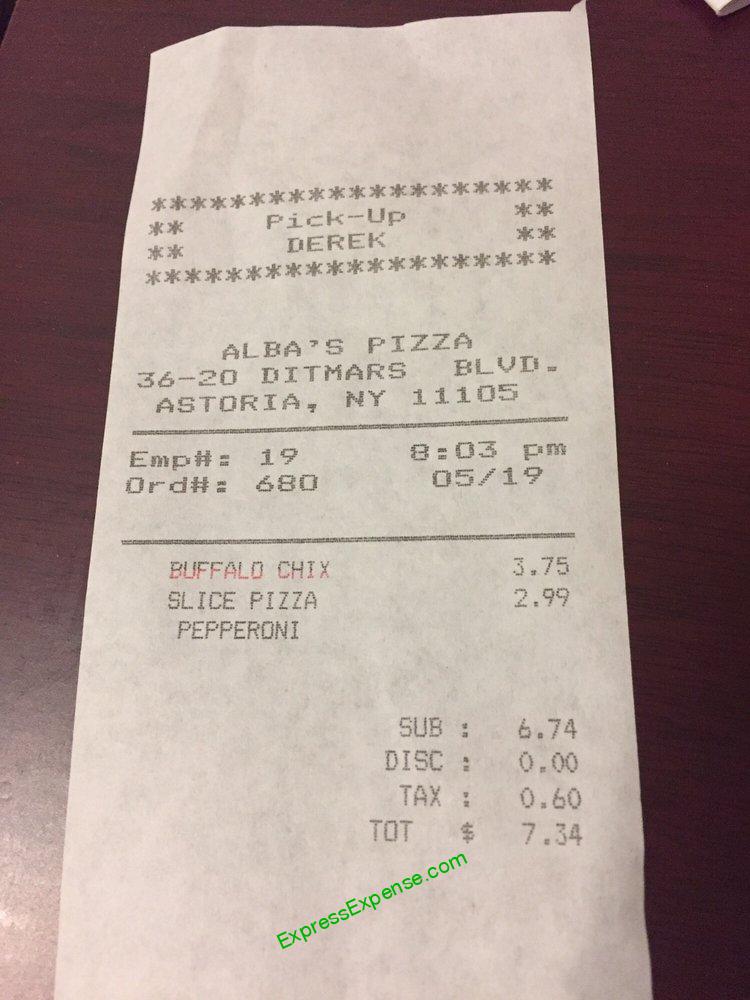 ********************
** Pick-Up **
** DEREK **
********************
ALBA'S PIZZA
36-20 DITMARS BLVD.
ASTORIA, NY 11105
Emp#: 19 8:03 pm
Ord#: 680 05/19
BUFFALO CHIX 3.75
SLICE PIZZA 2.99
PEPPERONI
SUB : 6.74
DISC : 0.00
TAX : 0.60
TOT $ 7.34
ExpressExpense.com